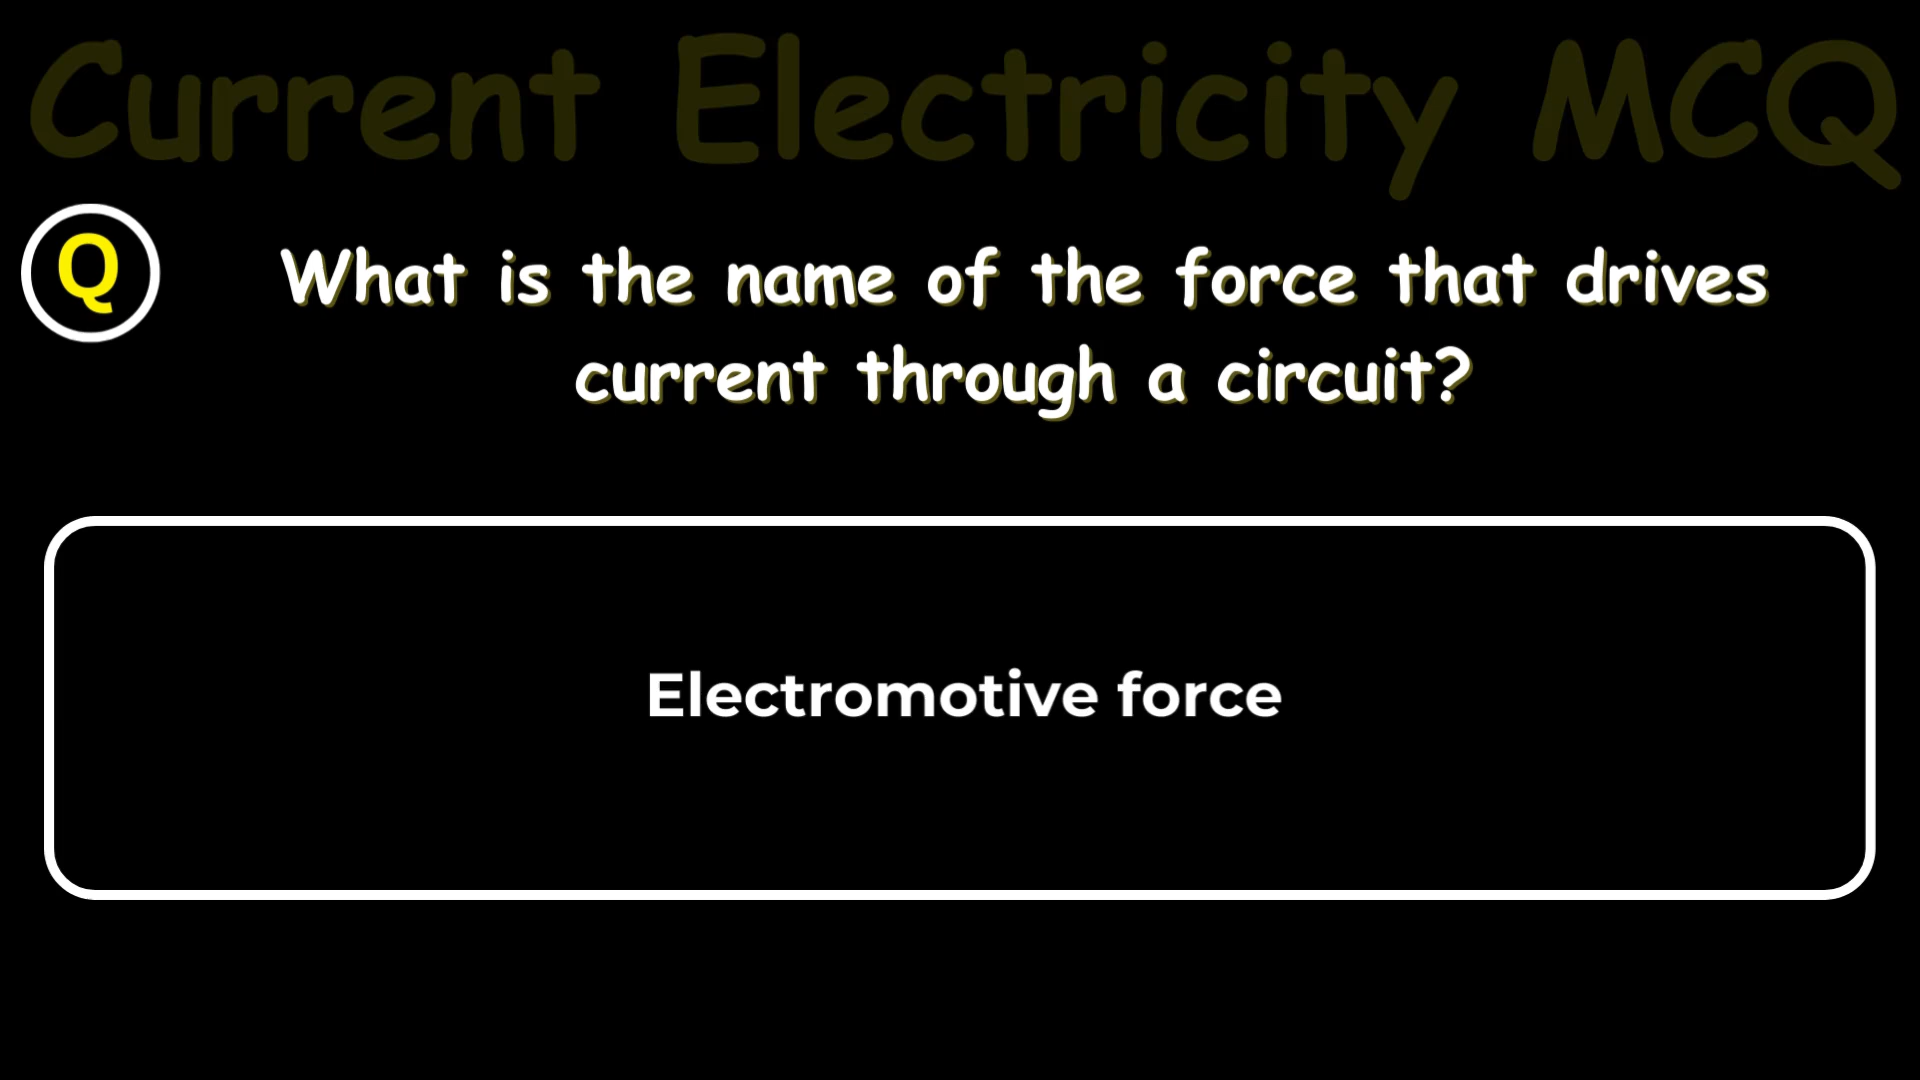 Current Electricity MCQ
Q
What is the name of the force that drives
current through a circuit?
Electromotive force